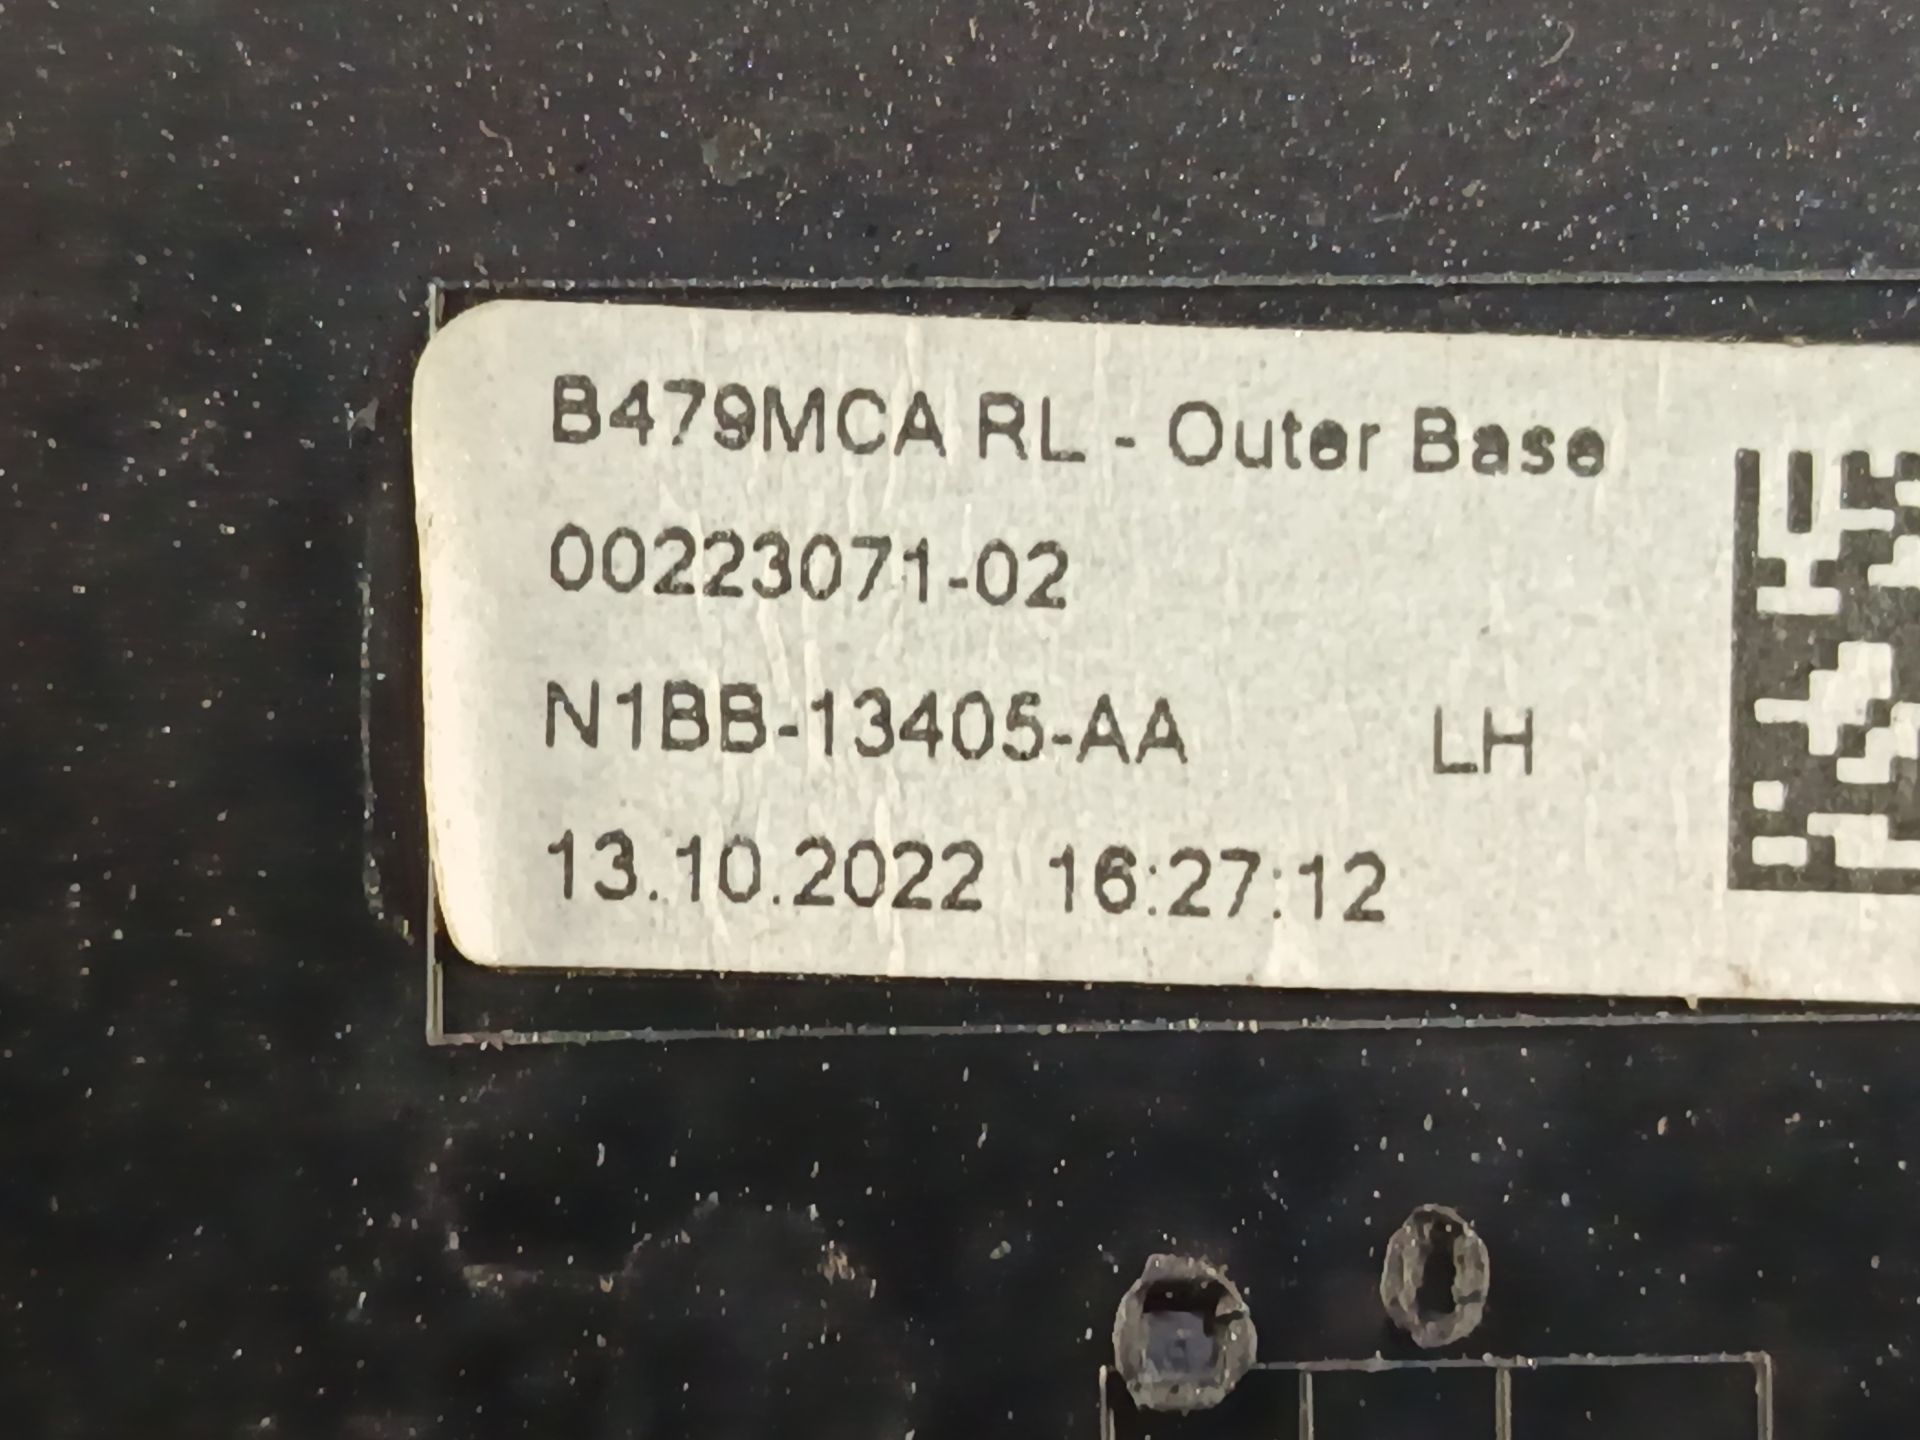 B479MCA RL - Outer Base
00223071-02
N1BB-13405-AA LH
13.10.2022 16:27:12